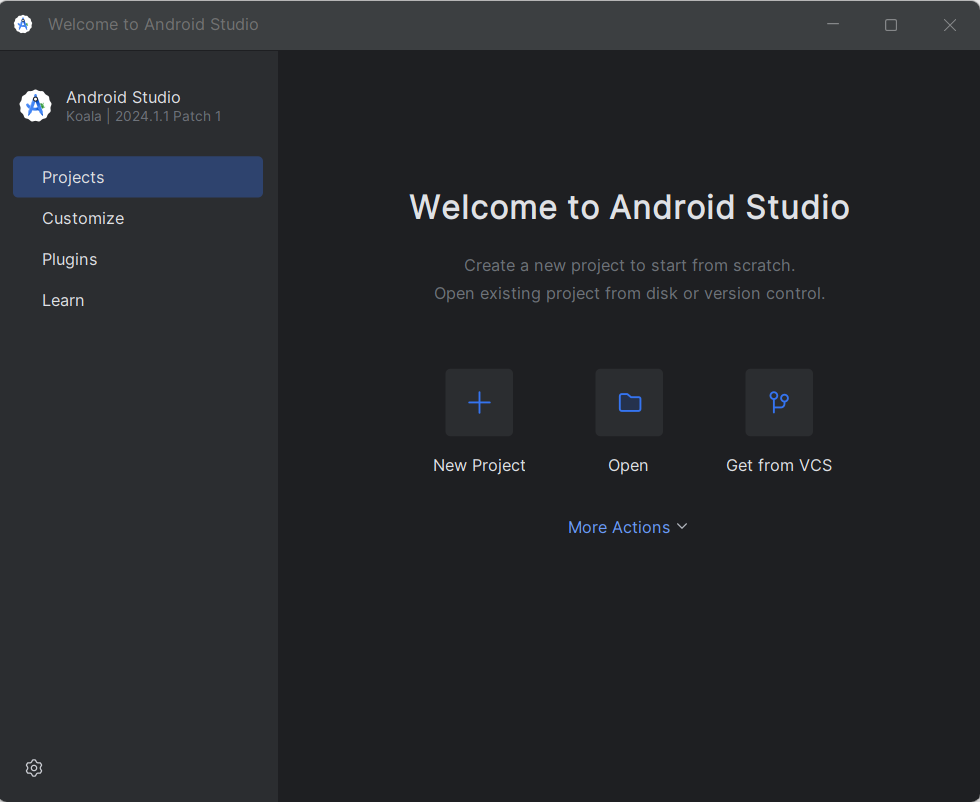 Welcome to Android Studio
Android Studio
Koala | 2024.1.1 Patch 1
Projects
Customize
Plugins
Learn
Welcome to Android Studio
Create a new project to start from scratch.
Open existing project from disk or version control.
New Project
Open
Get from VCS
More Actions